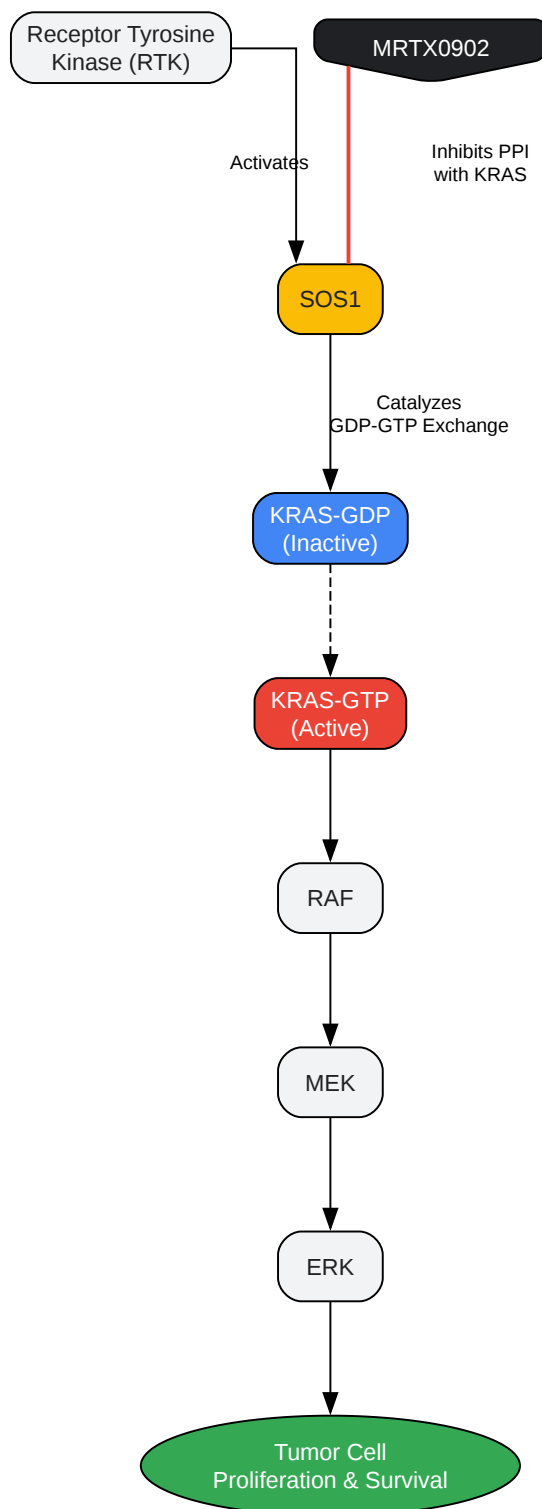 Receptor Tyrosine
Kinase (RTK)
MRTX0902
Activates
Inhibits PPI
with KRAS
SOS1
Catalyzes
GDP-GTP Exchange
KRAS-GDP
(Inactive)
KRAS-GTP
(Active)
RAF
MEK
ERK
Tumor Cell
Proliferation & Survival